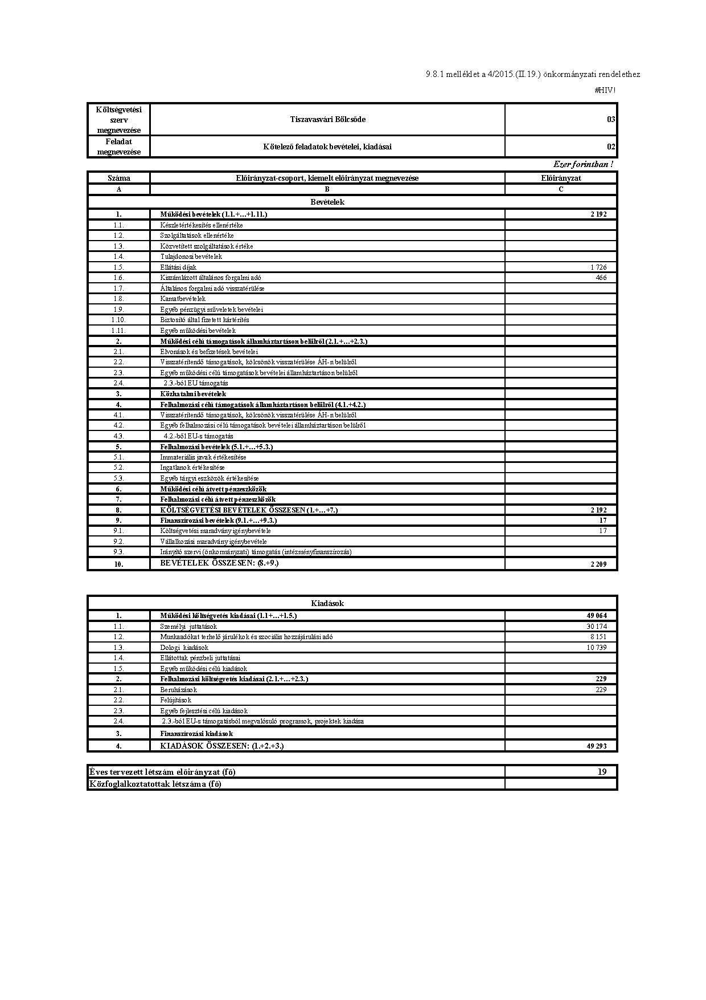 9.8.1 melléklet a 4/2015.(II.19.) önkormányzati rendelethez
#HIV!
Költségvetési szerv megnevezése Tiszavasvári Bölcsőde 03
Feladat megnevezése Kötelező feladatok bevételei, kiadásai 02
Ezer forintban !
Száma Előirányzat-csoport, kiemelt előirányzat megnevezése Előirányzat
A B C
Bevételek
1. Működési bevételek (1.1.+…+1.11.) 2 192
1.1. Készletértékesítés ellenértéke
1.2. Szolgáltatások ellenértéke
1.3. Közvetített szolgáltatások értéke
1.4. Tulajdonosi bevételek
1.5. Ellátási díjak 1 726
1.6. Kiszámlázott általános forgalmi adó 466
1.7. Általános forgalmi adó visszatérülése
1.8. Kamatbevételek
1.9. Egyéb pénzügyi műveletek bevételei
1.10. Biztosító által fizetett kártérítés
1.11. Egyéb működési bevételek
2. Működési célú támogatások államháztartáson belülről (2.1.+…+2.3.)
2.1. Elvonások és befizetések bevételei
2.2. Visszatérítendő támogatások, kölcsönök visszatérülése ÁH-n belülről
2.3. Egyéb működési célú támogatások bevételei államháztartáson belülről
2.4. 2.3.-ból EU támogatás
3. Közhatalmi bevételek
4. Felhalmozási célú támogatások államháztartáson belülről (4.1.+4.2.)
4.1. Visszatérítendő támogatások, kölcsönök visszatérülése ÁH-n belülről
4.2. Egyéb felhalmozási célú támogatások bevételei államháztartáson belülről
4.3. 4.2.-ből EU-s támogatás
5. Felhalmozási bevételek (5.1.+…+5.3.)
5.1. Immateriális javak értékesítése
5.2. Ingatlanok értékesítése
5.3. Egyéb tárgyi eszközök értékesítése
6. Működési célú átvett pénzeszközök
7. Felhalmozási célú átvett pénzeszközök
8. KÖLTSÉGVETÉSI BEVÉTELEK ÖSSZESEN (1.+…+7.) 2 192
9. Finanszírozási bevételek (9.1.+…+9.3.) 17
9.1. Költségvetési maradvány igénybevétele 17
9.2. Vállalkozási maradvány igénybevétele
9.3. Irányító szervi (önkormányzati) támogatás (intézményfinanszírozás)
10. BEVÉTELEK ÖSSZESEN: (8.+9.) 2 209
Kiadások
1. Működési költségvetés kiadásai (1.1+…+1.5.) 49 064
1.1. Személyi juttatások 30 174
1.2. Munkaadókat terhelő járulékok és szociális hozzájárulási adó 8 151
1.3. Dologi kiadások 10 739
1.4. Ellátottak pénzbeli juttatásai
1.5. Egyéb működési célú kiadások
2. Felhalmozási költségvetés kiadásai (2.1.+…+2.3.) 229
2.1. Beruházások 229
2.2. Felújítások
2.3. Egyéb fejlesztési célú kiadások
2.4. 2.3.-ból EU-s támogatásból megvalósuló programok, projektek kiadása
3. Finanszírozási kiadások
4. KIADÁSOK ÖSSZESEN: (1.+2.+3.) 49 293
Éves tervezett létszám előirányzat (fő) 19
Közfoglalkoztatottak létszáma (fő)